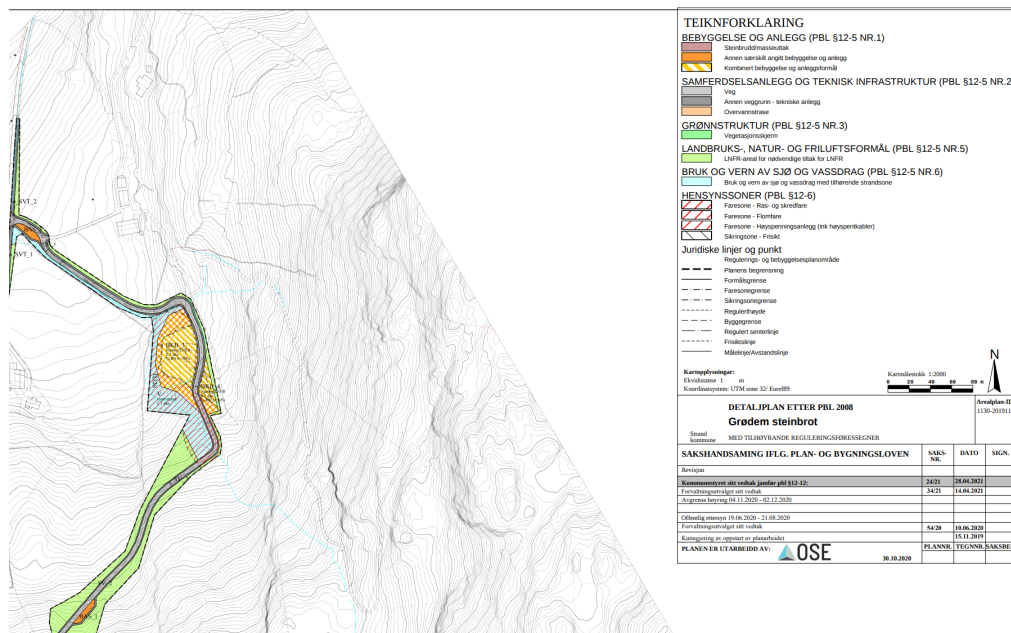 SVT_2
SVT_1
TEIKNFORKLARING
BEBYGGELSE OG ANLEGG (PBL §12-5 NR.1)
Steinbrudd/masseuttak
Annen særskilt angitt bebyggelse og anlegg
Kombinert bebyggelse og anleggsformål
SAMFERDSELSANLEGG OG TEKNISK INFRASTRUKTUR (PBL §12-5 NR.2
Veg
Annen veggrunn - tekniske anlegg
Overvannstrase
GRØNNSTRUKTUR (PBL §12-5 NR.3)
Vegetasjonsskjerm
LANDBRUKS-, NATUR- OG FRILUFTSFORMÅL (PBL §12-5 NR.5)
LNFR-areal for nødvendige tiltak for LNFR
BRUK OG VERN AV SJØ OG VASSDRAG (PBL §12-5 NR.6)
Bruk og vern av sjø og vassdrag med tilhørende strandsone
HENSYNSSONER (PBL §12-6)
Faresone - Ras- og skredfare
Faresone - Flomfare
Faresone - Høyspenningsanlegg (ink høyspentkabler)
Sikringsone - Frisikt
Juridiske linjer og punkt
Regulerings- og bebyggelsesplanområde
Planens begrensning
Formålsgrense
Faresonegrense
Sikringsonegrense
Regulerthøyde
Byggegrense
Regulert senterlinje
Frisiktslinje
Målelinje/Avstandslinje
Kartopplysningar:
Ekvidistanse 1 m
Koordinatsystem: UTM sone 32/ Euref89
Kartmålestokk 1:2000
0 20 40 60 80 m
N
DETALJPLAN ETTER PBL 2008
Grødem steinbrot
Strand
kommune
MED TILHØYRANDE REGULERINGSFØRESSEGNER
Arealplan-ID
1130-201911
SAKSHANDSAMING IFLG. PLAN- OG BYGNINGSLOVEN SAKS-NR. DATO SIGN.
Revisjon
Kommunestyret sitt vedtak jamfør pbl §12-12: 24/21 28.04.2021
Forvaltningsutvalget sitt vedtak 34/21 14.04.2021
Avgrensa høyring 04.11.2020 - 02.12.2020
Offentlig ettersyn 19.06.2020 - 21.08.2020
Forvaltningsutvalget sitt vedtak 54/20 10.06.2020
Kunngjering av oppstart av planarbeidet 15.11.2019
PLANEN ER UTARBEIDD AV: OSE 30.10.2020
PLANNR. TEGNNR. SAKSBE